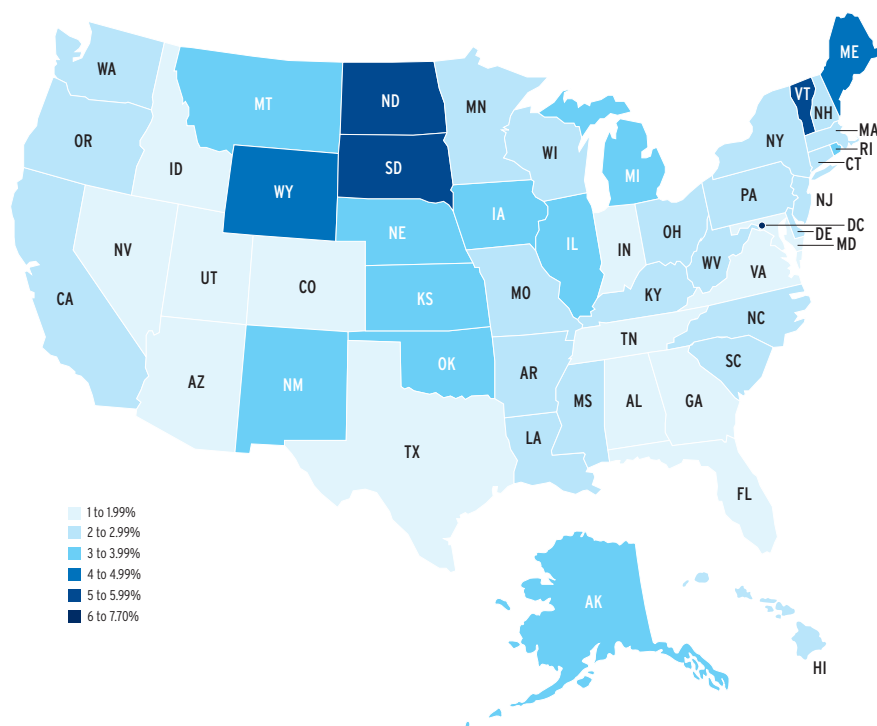 ME
WA
VT
MT
ND
MN
NH
MA
OR
NY
RI
WI
CT
ID
SD
MI
WY
PA
NJ
IA
NE
DC
OH
DE
IL
IN
MD
NV
WV
UT
VA
CO
CA
KS
MO
KY
NC
TN
OK
SC
AZ
NM
AR
MS
AL
GA
LA
TX
FL
1 to 1.99%
2 to 2.99%
3 to 3.99%
4 to 4.99%
5 to 5.99%
6 to 7.70%
AK
HI